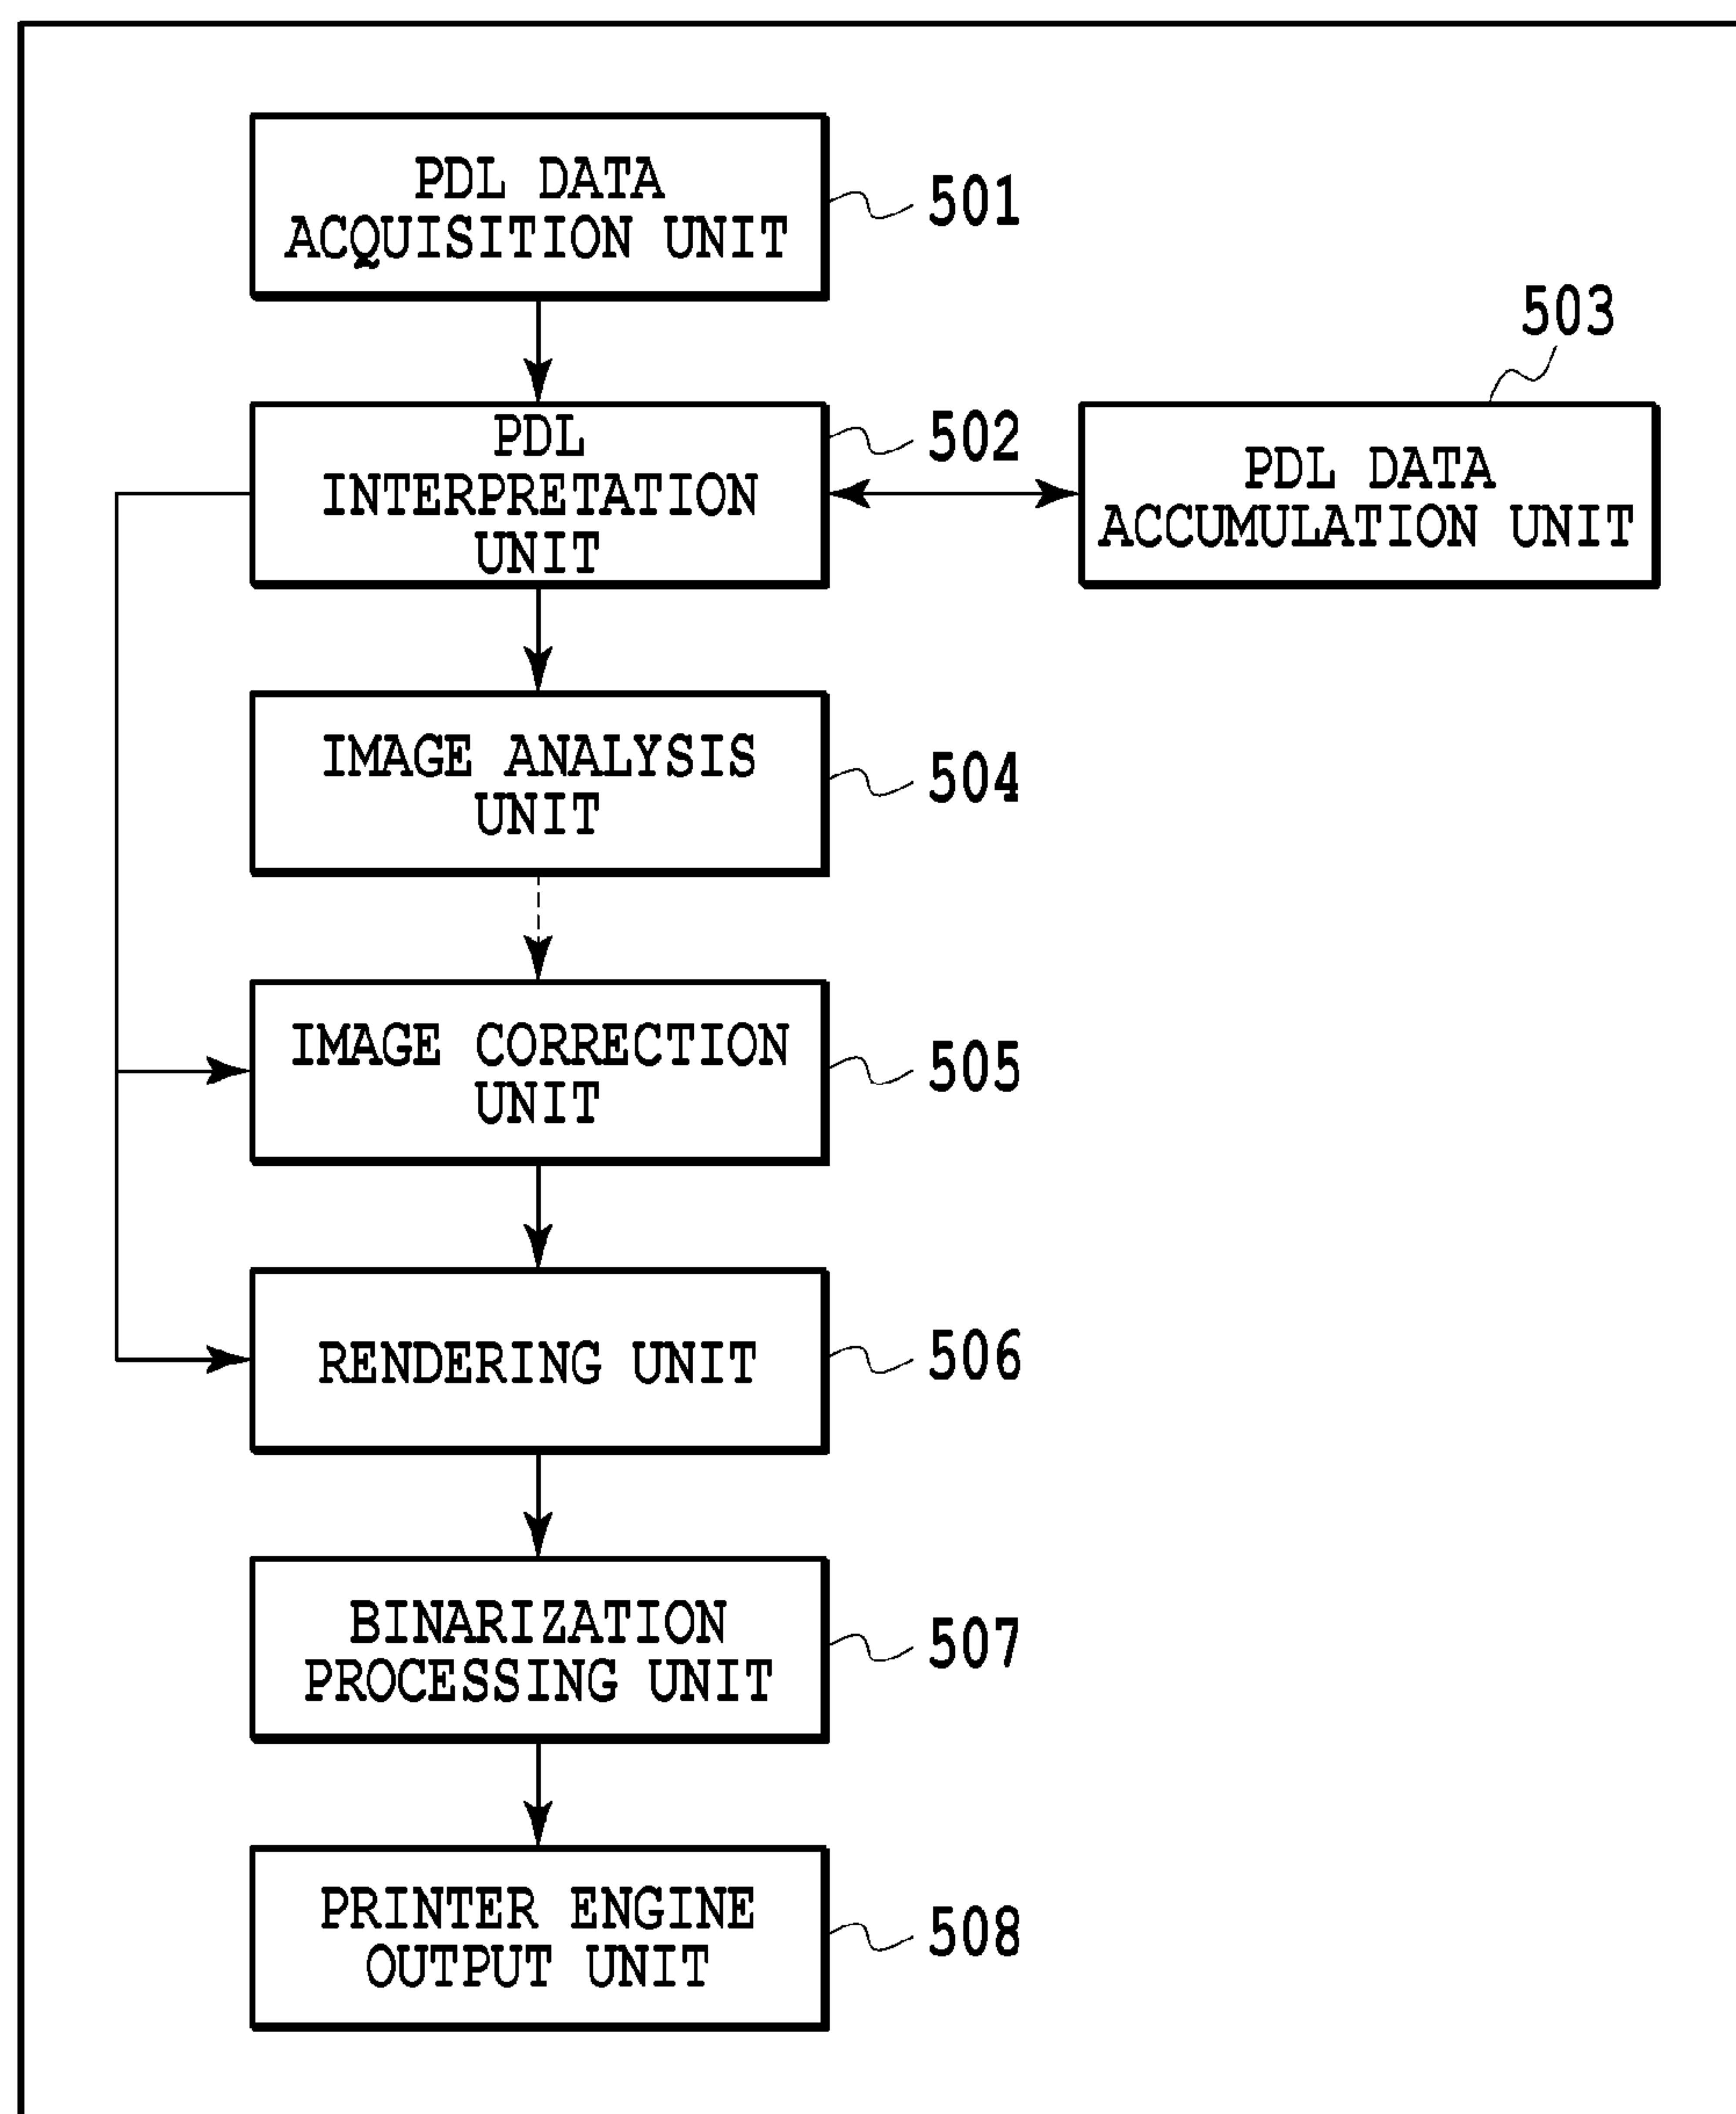 PDL DATA
ACQUISITION UNIT
501
503
PDL
INTERPRETATION
UNIT
502
PDL DATA
ACCUMULATION UNIT
IMAGE ANALYSIS
UNIT
504
IMAGE CORRECTION
UNIT
505
RENDERING UNIT
506
BINARIZATION
PROCESSING UNIT
507
PRINTER ENGINE
OUTPUT UNIT
508